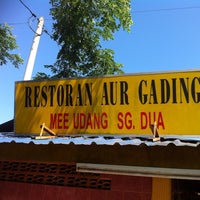 RESTORAN AUR GADING
MEE UDANG SG. DUA